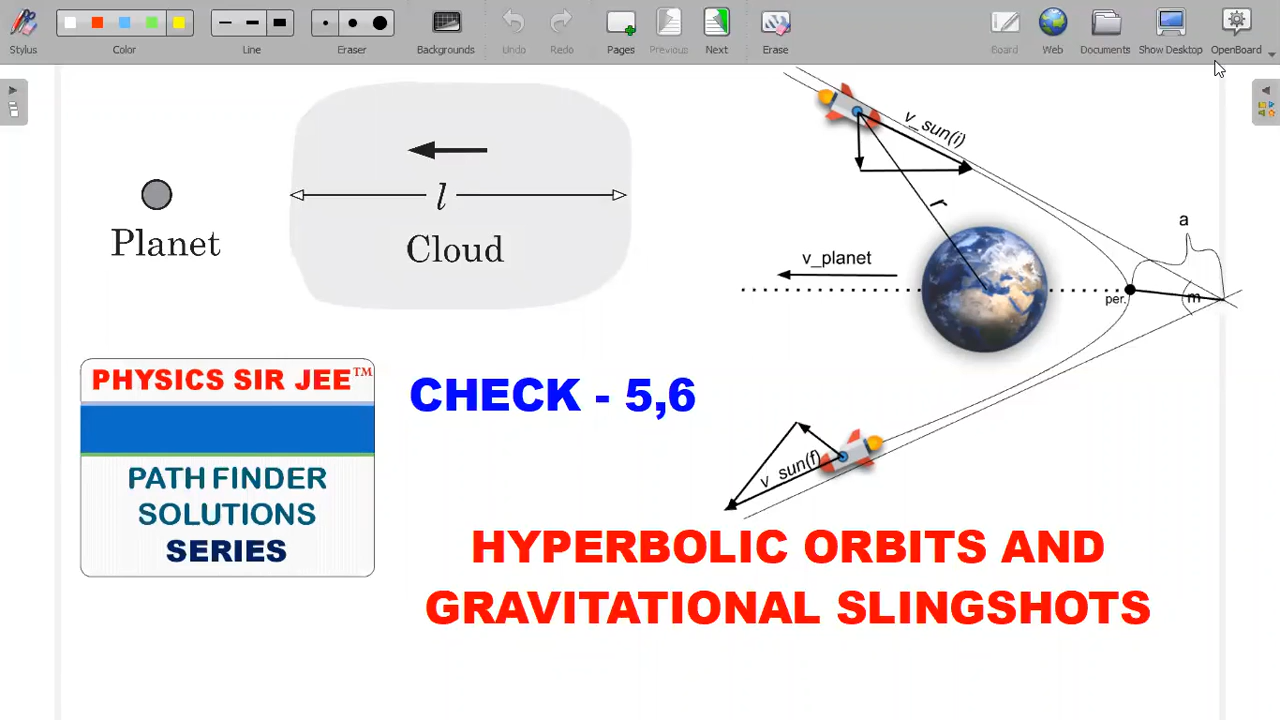 Stylus
Color
Line
Eraser
Backgrounds
Undo
Redo
Pages
Previous
Next
Erase
Board
Web
Documents
Show Desktop
OpenBoard
Planet
l
Cloud
v_sun(i)
r
a
v_planet
per.
m
v_sun(f)
PHYSICS SIR JEE™
PATH FINDER
SOLUTIONS
SERIES
CHECK - 5,6
HYPERBOLIC ORBITS AND
GRAVITATIONAL SLINGSHOTS